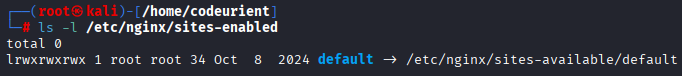 ┌──(root㉿kali)-[/home/codeurient]
└─# ls -l /etc/nginx/sites-enabled
total 0
lrwxrwxrwx 1 root root 34 Oct  8  2024 default -> /etc/nginx/sites-available/default